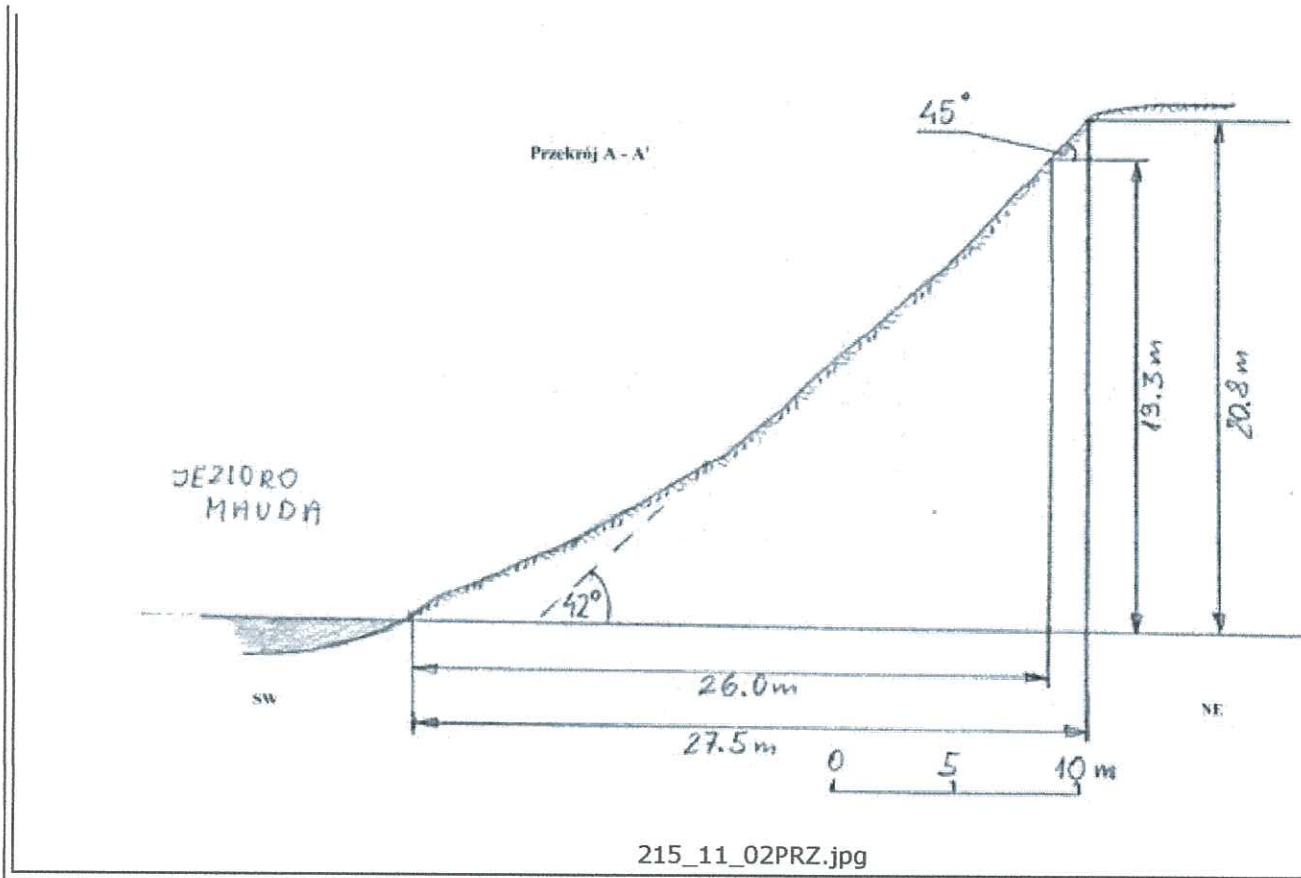 45°
Przekrój A - A'
19.3 m
20.8 m
JEZIORO
MAUDA
42°
26.0 m
SW
NE
27.5 m
0 5 10 m
215_11_02PRZ.jpg